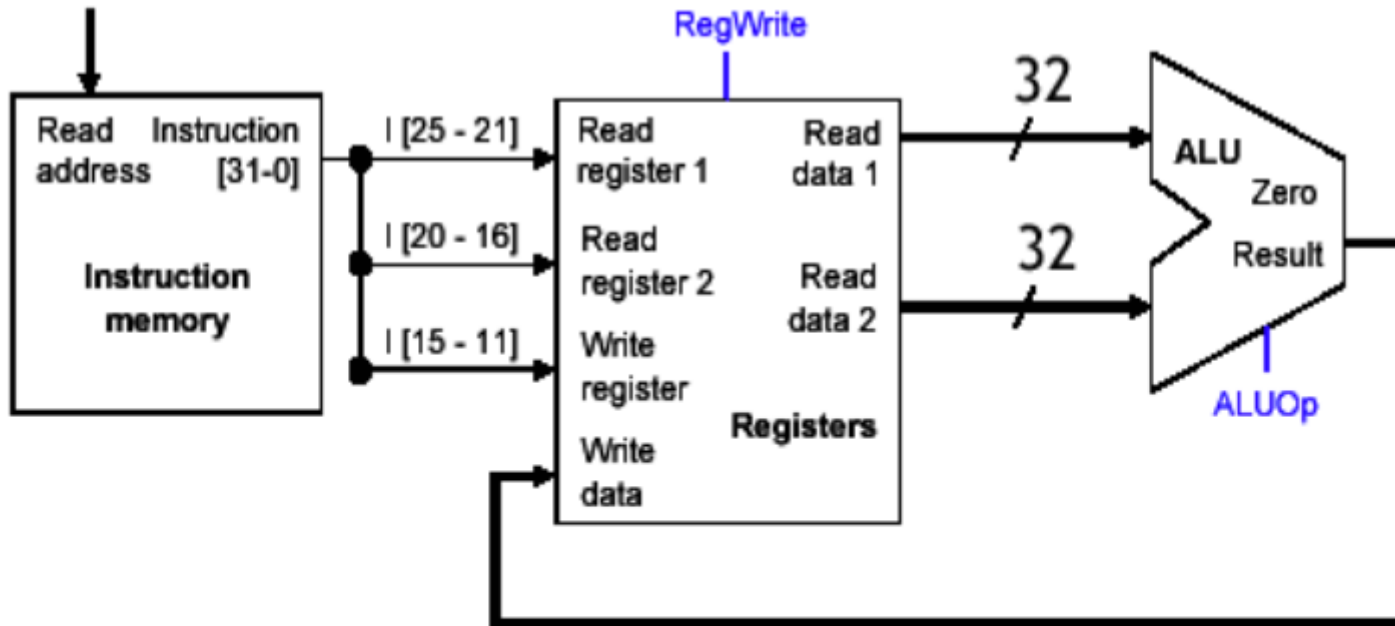 RegWrite
Read address
Instruction [31-0]
Instruction
memory
I [25 - 21]
I [20 - 16]
I [15 - 11]
Read
register 1
Read
register 2
Write
register
Write
data
Read
data 1
Read
data 2
Registers
32
32
ALU
Zero
Result
ALUOp